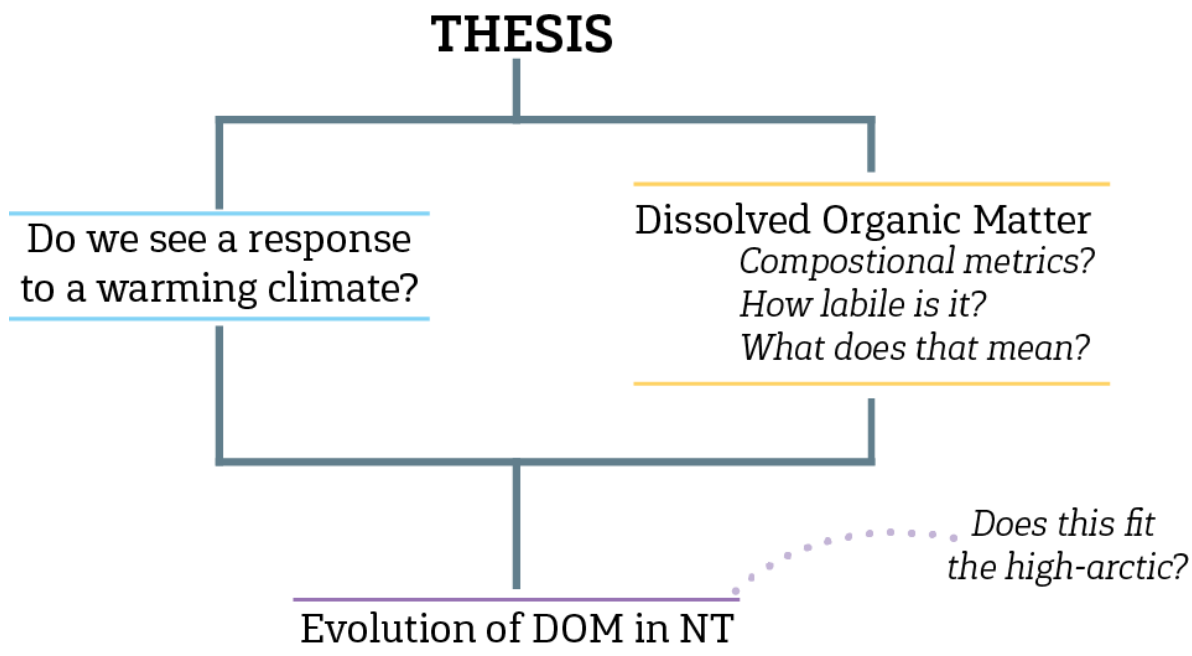 THESIS
Do we see a response
to a warming climate?
Dissolved Organic Matter
Compostional metrics?
How labile is it?
What does that mean?
Does this fit
the high-arctic?
Evolution of DOM in NT